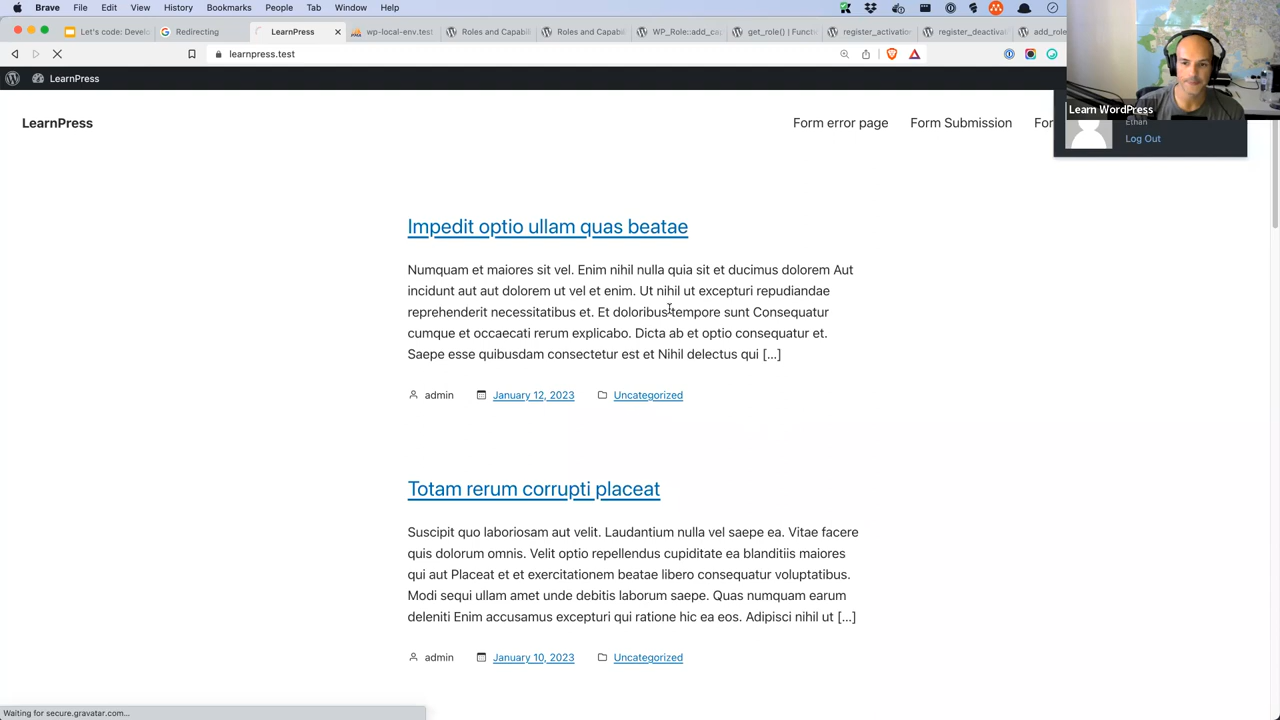 Brave File Edit View History Bookmarks People Tab Window Help
Let's code: Develo
Redirecting
LearnPress
wp-local-env.test
Roles and Capabili
Roles and Capabili
WP_Role::add_ca
get_role() | Functi
register_activation
register_deactivat
add_role
learnpress.test
LearnPress
Learn WordPress
Ethan
Log Out
LearnPress
Form error page
Form Submission
For
Impedit optio ullam quas beatae
Numquam et maiores sit vel. Enim nihil nulla quia sit et ducimus dolorem Aut
incidunt aut aut dolorem ut vel et enim. Ut nihil ut excepturi repudiandae
reprehenderit necessitatibus et. Et doloribus tempore sunt Consequatur
cumque et occaecati rerum explicabo. Dicta ab et optio consequatur et.
Saepe esse quibusdam consectetur est et Nihil delectus qui […]
admin January 12, 2023 Uncategorized
Totam rerum corrupti placeat
Suscipit quo laboriosam aut velit. Laudantium nulla vel saepe ea. Vitae facere
quis dolorum omnis. Velit optio repellendus cupiditate ea blanditiis maiores
qui aut Placeat et et exercitationem beatae libero consequatur voluptatibus.
Modi sequi ullam amet unde debitis laborum saepe. Quas numquam earum
deleniti Enim accusamus excepturi qui ratione hic ea eos. Adipisci nihil ut […]
admin January 10, 2023 Uncategorized
Waiting for secure.gravatar.com...